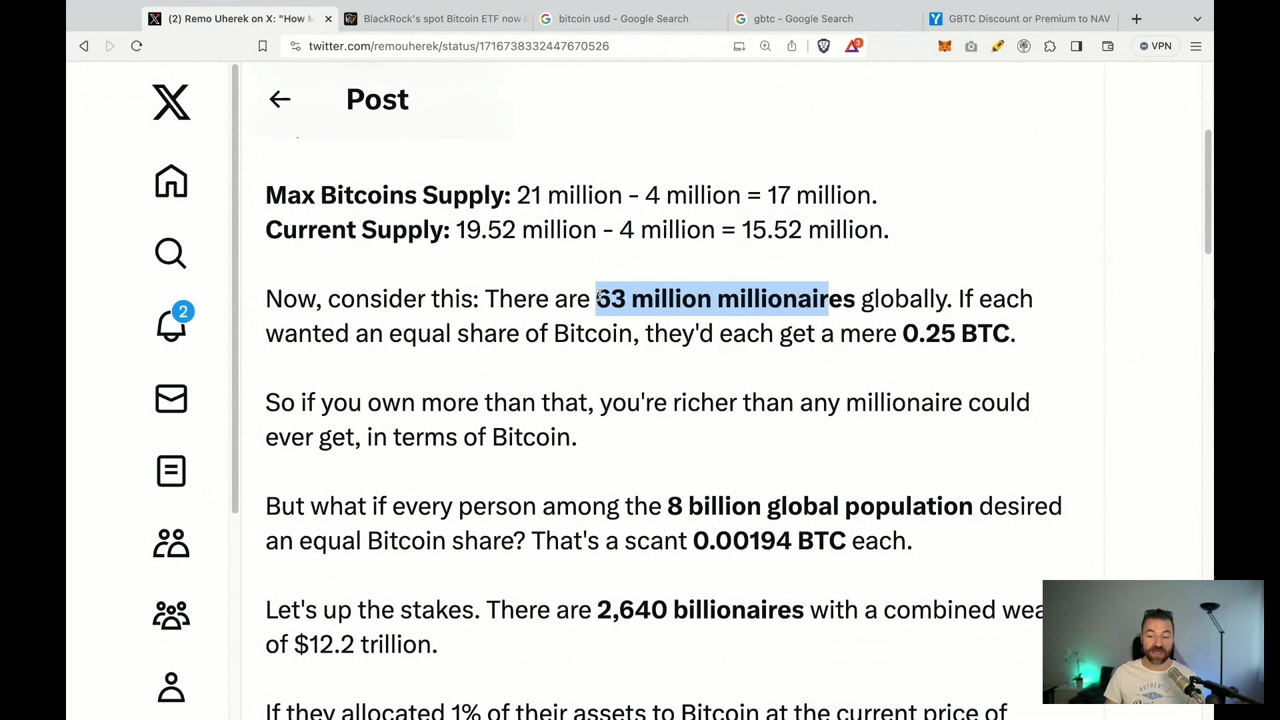 (2) Remo Uherek on X: "How M
BlackRock's spot Bitcoin ETF now l
bitcoin usd - Google Search
gbtc - Google Search
GBTC Discount or Premium to NAV
twitter.com/remouherek/status/1716738332447670526
3
VPN
Post
Max Bitcoins Supply: 21 million - 4 million = 17 million.
Current Supply: 19.52 million - 4 million = 15.52 million.
Now, consider this: There are 63 million millionaires globally. If each
wanted an equal share of Bitcoin, they'd each get a mere 0.25 BTC.
2
So if you own more than that, you're richer than any millionaire could
ever get, in terms of Bitcoin.
But what if every person among the 8 billion global population desired
an equal Bitcoin share? That's a scant 0.00194 BTC each.
Let's up the stakes. There are 2,640 billionaires with a combined wea
of $12.2 trillion.
If they allocated 1% of their assets to Bitcoin at the current price of